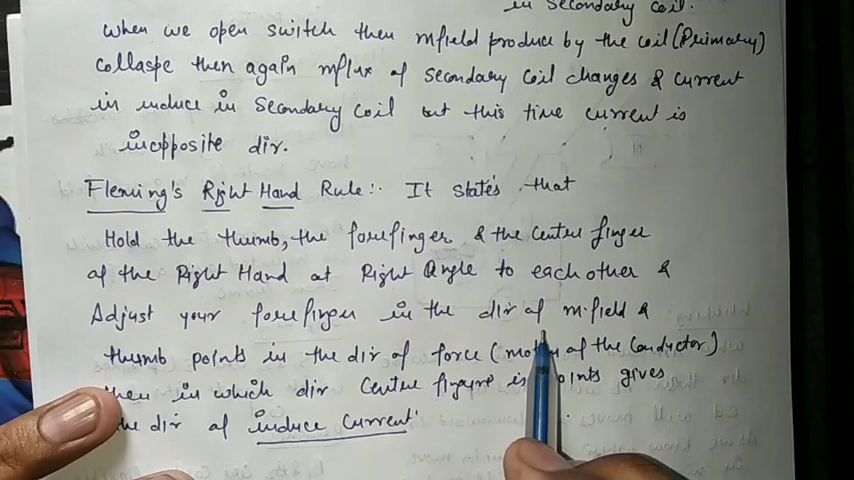 in secondary coil.
when we open switch then mfield produce by the coil (Primary)
collaspe then again mflux of secondary coil changes & current
in induce in secondary coil but this time current is
in opposite dir.
Fleming's Right Hand Rule:- It states that
Hold the thumb, the forefinger & the center finger
of the Right Hand at Right Angle to each other &
Adjust your forefinger in the dir of m.field &
thumb points in the dir of force (motion of the conductor)
then in which dir centre figure is points gives
the dir of induce current